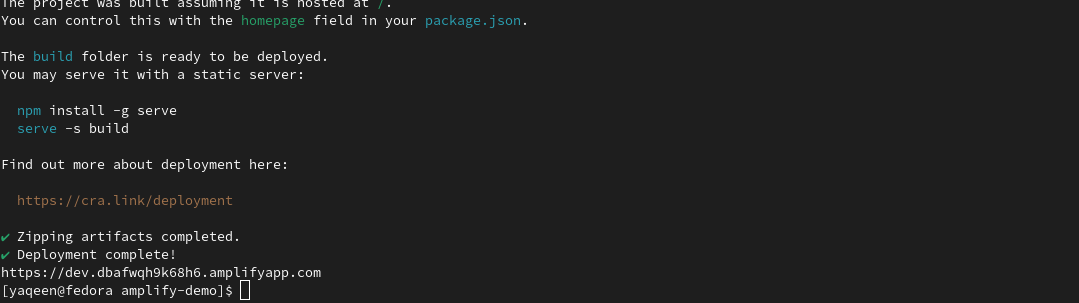 The project was built assuming it is hosted at /.
You can control this with the homepage field in your package.json.
The build folder is ready to be deployed.
You may serve it with a static server:
npm install -g serve
serve -s build
Find out more about deployment here:
https://cra.link/deployment
✔ Zipping artifacts completed.
✔ Deployment complete!
https://dev.dbafwqh9k68h6.amplifyapp.com
[yaqeen@fedora amplify-demo]$